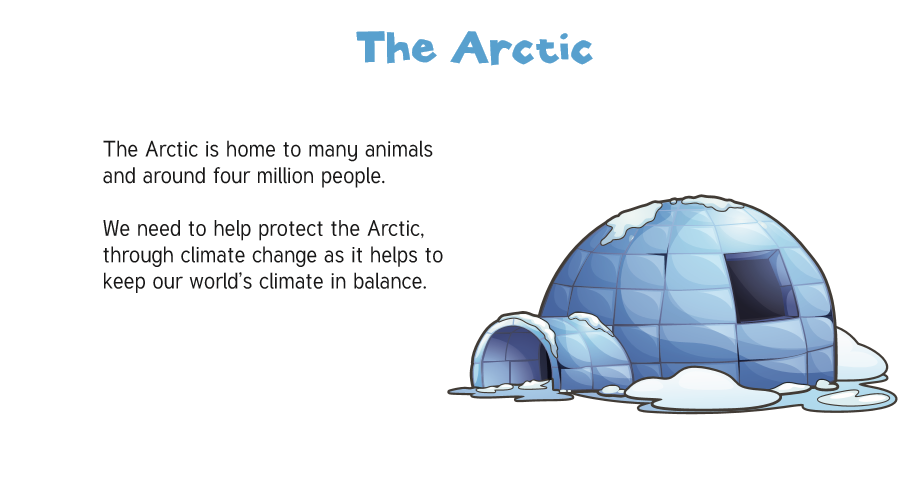 The Arctic
The Arctic is home to many animals
and around four million people.
We need to help protect the Arctic,
through climate change as it helps to
keep our world's climate in balance.